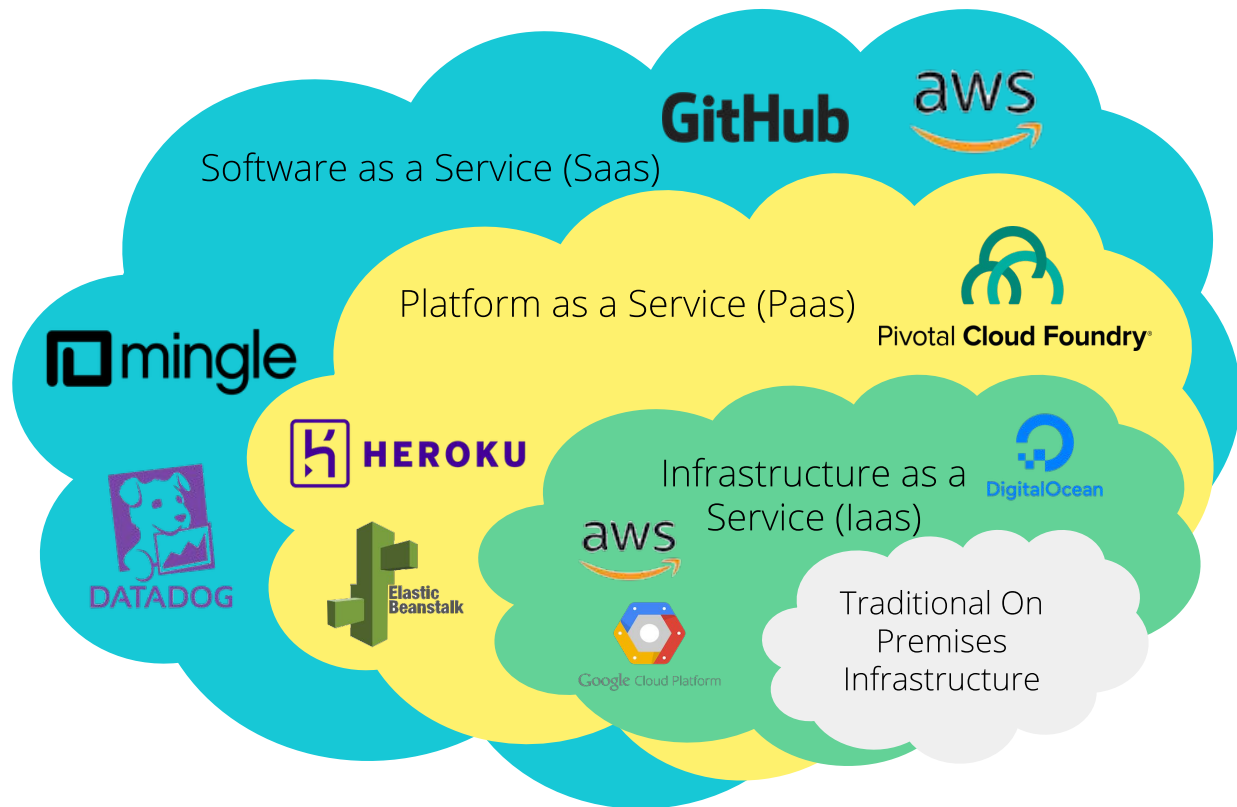 GitHub
aws
Software as a Service (Saas)
Platform as a Service (Paas)
Pivotal Cloud Foundry®
mingle
HEROKU
Infrastructure as a
Service (Iaas)
DigitalOcean
aws
DATADOG
Elastic
Beanstalk
Traditional On
Premises
Infrastructure
Google Cloud Platform